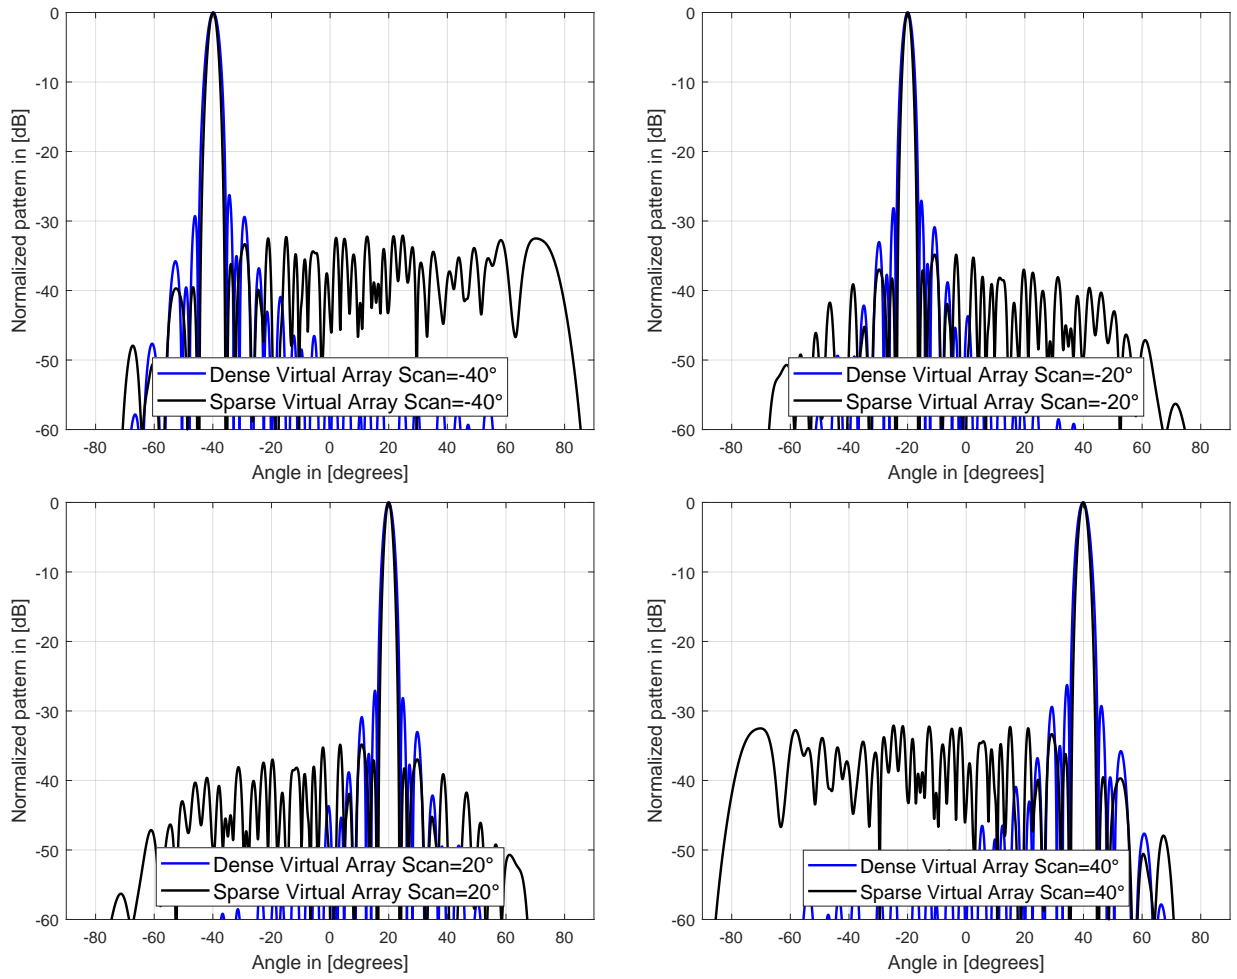 0
-10
-20
-30
-40
-50
-60
Normalized pattern in [dB]
-80 -60 -40 -20 0 20 40 60 80
Angle in [degrees]
Dense Virtual Array Scan=-40°
Sparse Virtual Array Scan=-40°
0
-10
-20
-30
-40
-50
-60
Normalized pattern in [dB]
-80 -60 -40 -20 0 20 40 60 80
Angle in [degrees]
Dense Virtual Array Scan=-20°
Sparse Virtual Array Scan=-20°
0
-10
-20
-30
-40
-50
-60
Normalized pattern in [dB]
-80 -60 -40 -20 0 20 40 60 80
Angle in [degrees]
Dense Virtual Array Scan=20°
Sparse Virtual Array Scan=20°
0
-10
-20
-30
-40
-50
-60
Normalized pattern in [dB]
-80 -60 -40 -20 0 20 40 60 80
Angle in [degrees]
Dense Virtual Array Scan=40°
Sparse Virtual Array Scan=40°